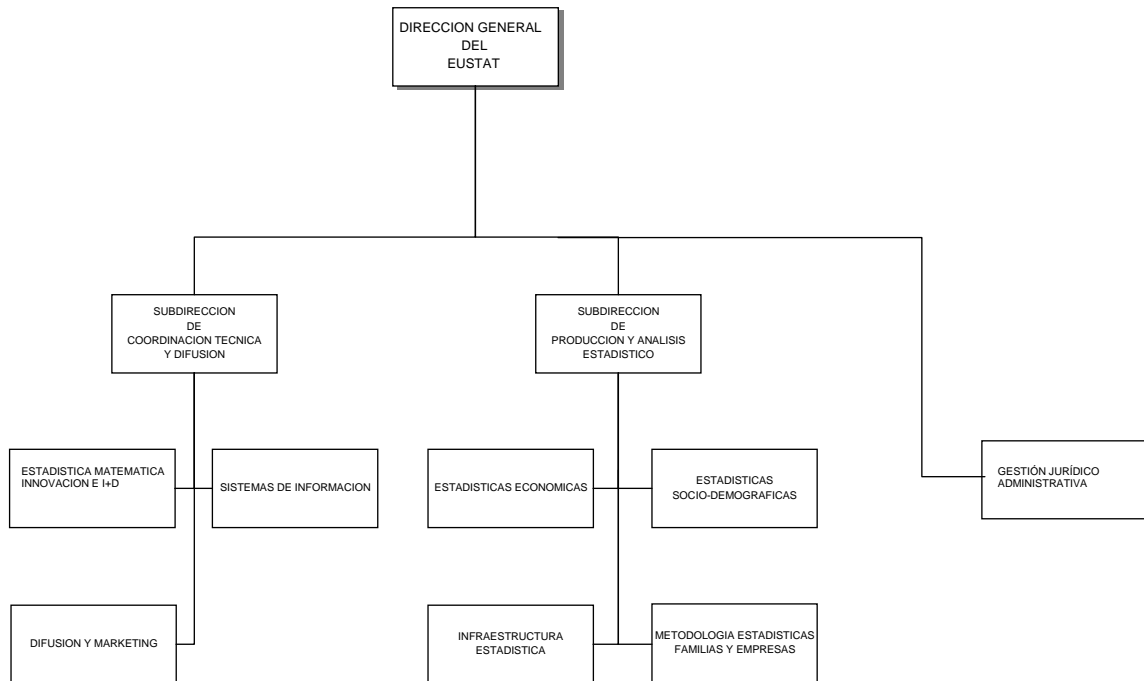 DIRECCION GENERAL
DEL
EUSTAT
SUBDIRECCION
DE
COORDINACION TECNICA
Y DIFUSION
SUBDIRECCION
DE
PRODUCCION Y ANALISIS
ESTADISTICO
ESTADISTICA MATEMATICA
INNOVACION E I+D
SISTEMAS DE INFORMACION
ESTADISTICAS ECONOMICAS
ESTADISTICAS
SOCIO-DEMOGRAFICAS
GESTIÓN JURÍDICO
ADMINISTRATIVA
DIFUSION Y MARKETING
INFRAESTRUCTURA
ESTADISTICA
METODOLOGIA ESTADISTICAS
FAMILIAS Y EMPRESAS